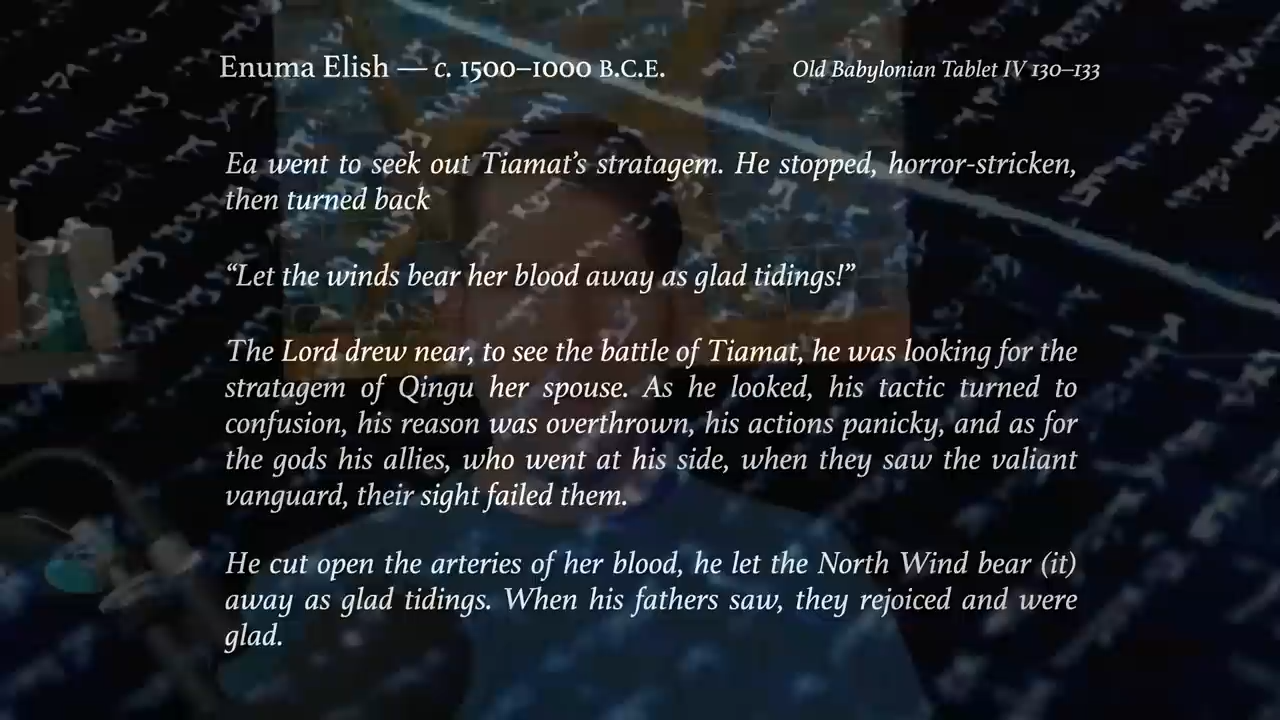 Enuma Elish — c. 1500–1000 B.C.E.
Old Babylonian Tablet IV 130–133
Ea went to seek out Tiamat’s stratagem. He stopped, horror-stricken,
then turned back
“Let the winds bear her blood away as glad tidings!”
The Lord drew near, to see the battle of Tiamat, he was looking for the
stratagem of Qingu her spouse. As he looked, his tactic turned to
confusion, his reason was overthrown, his actions panicky, and as for
the gods his allies, who went at his side, when they saw the valiant
vanguard, their sight failed them.
He cut open the arteries of her blood, he let the North Wind bear (it)
away as glad tidings. When his fathers saw, they rejoiced and were
glad.